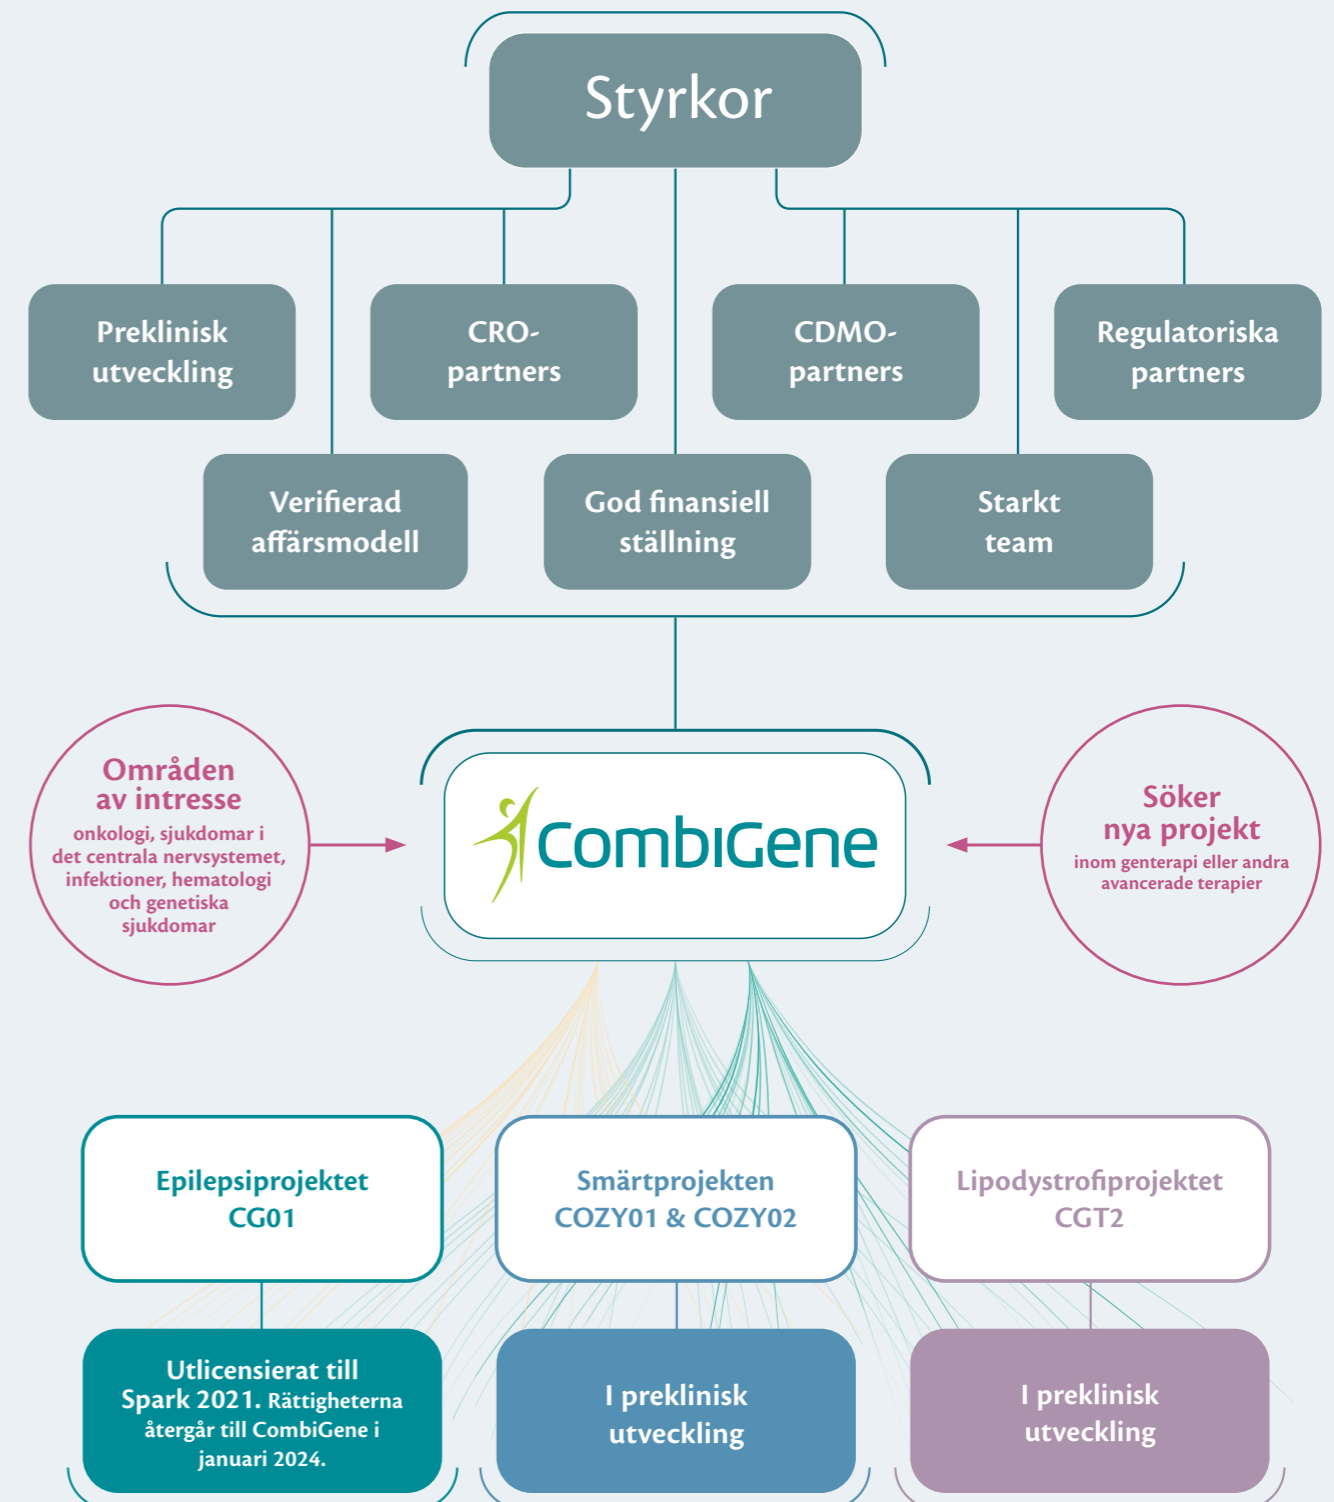 Styrkor
Preklinisk
utveckling
CRO-
partners
CDMO-
partners
Regulatoriska
partners
Verifierad
affärsmodell
God finansiell
ställning
Starkt
team
Områden
av intresse
onkologi, sjukdomar i
det centrala nervsystemet,
infektioner, hematologi
och genetiska
sjukdomar
CombiGene
Söker
nya projekt
inom genterapi eller andra
avancerade terapier
Epilepsiprojektet
CG01
Smärtprojekten
COZY01 & COZY02
Lipodystrofiprojektet
CGT2
Utlicensierat till
Spark 2021. Rättigheterna
återgår till CombiGene i
januari 2024.
I preklinisk
utveckling
I preklinisk
utveckling